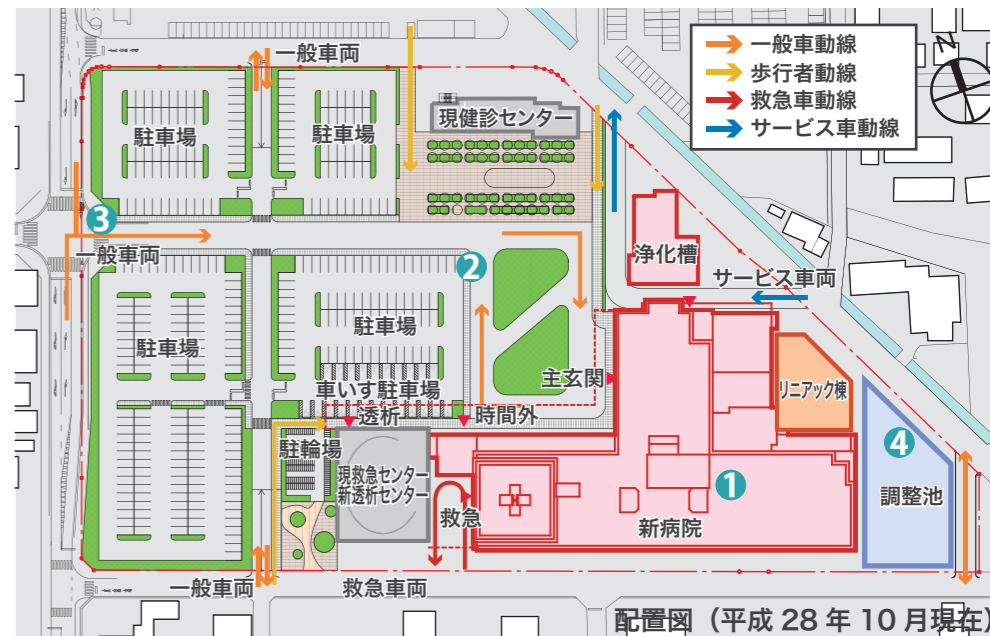 一般車両
一般車動線
歩行者動線
救急車動線
サービス車動線
N
駐車場
駐車場
現健診センター
3
一般車両
2
浄化槽
サービス車両
駐車場
駐車場
車いす駐車場
主玄関
リニアック棟
透析
時間外
駐輪場
現救急センター
新透析センター
救急
1
新病院
4
調整池
一般車両
救急車両
配置図（平成 28 年 10 月現在）